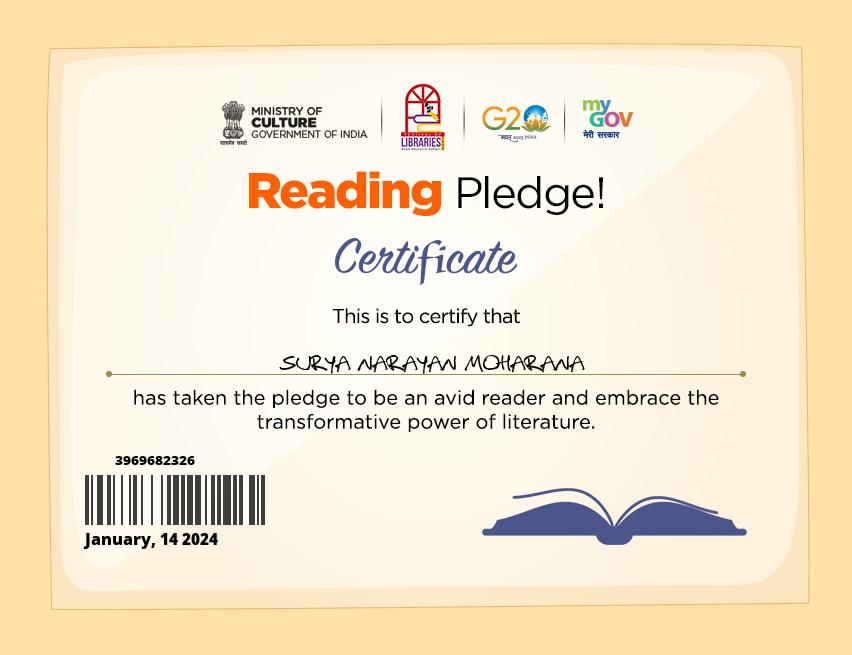 MINISTRY OF
CULTURE
GOVERNMENT OF INDIA
सत्यमेव जयते
FESTIVAL OF
LIBRARIES
G20
2023 INDIA
my
GOV
मेरी सरकार
Reading Pledge!
Certificate
This is to certify that
SURYA NARAYAN MOHARANA
has taken the pledge to be an avid reader and embrace the
transformative power of literature.
3969682326
January, 14 2024